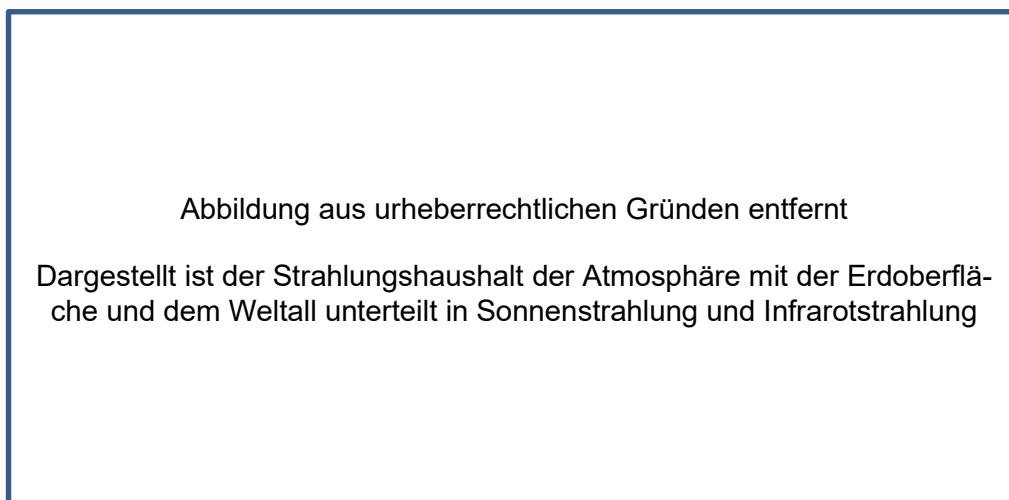 Abbildung aus urheberrechtlichen Gründen entfernt
Dargestellt ist der Strahlungshaushalt der Atmosphäre mit der Erdoberflä-
che und dem Weltall unterteilt in Sonnenstrahlung und Infrarotstrahlung